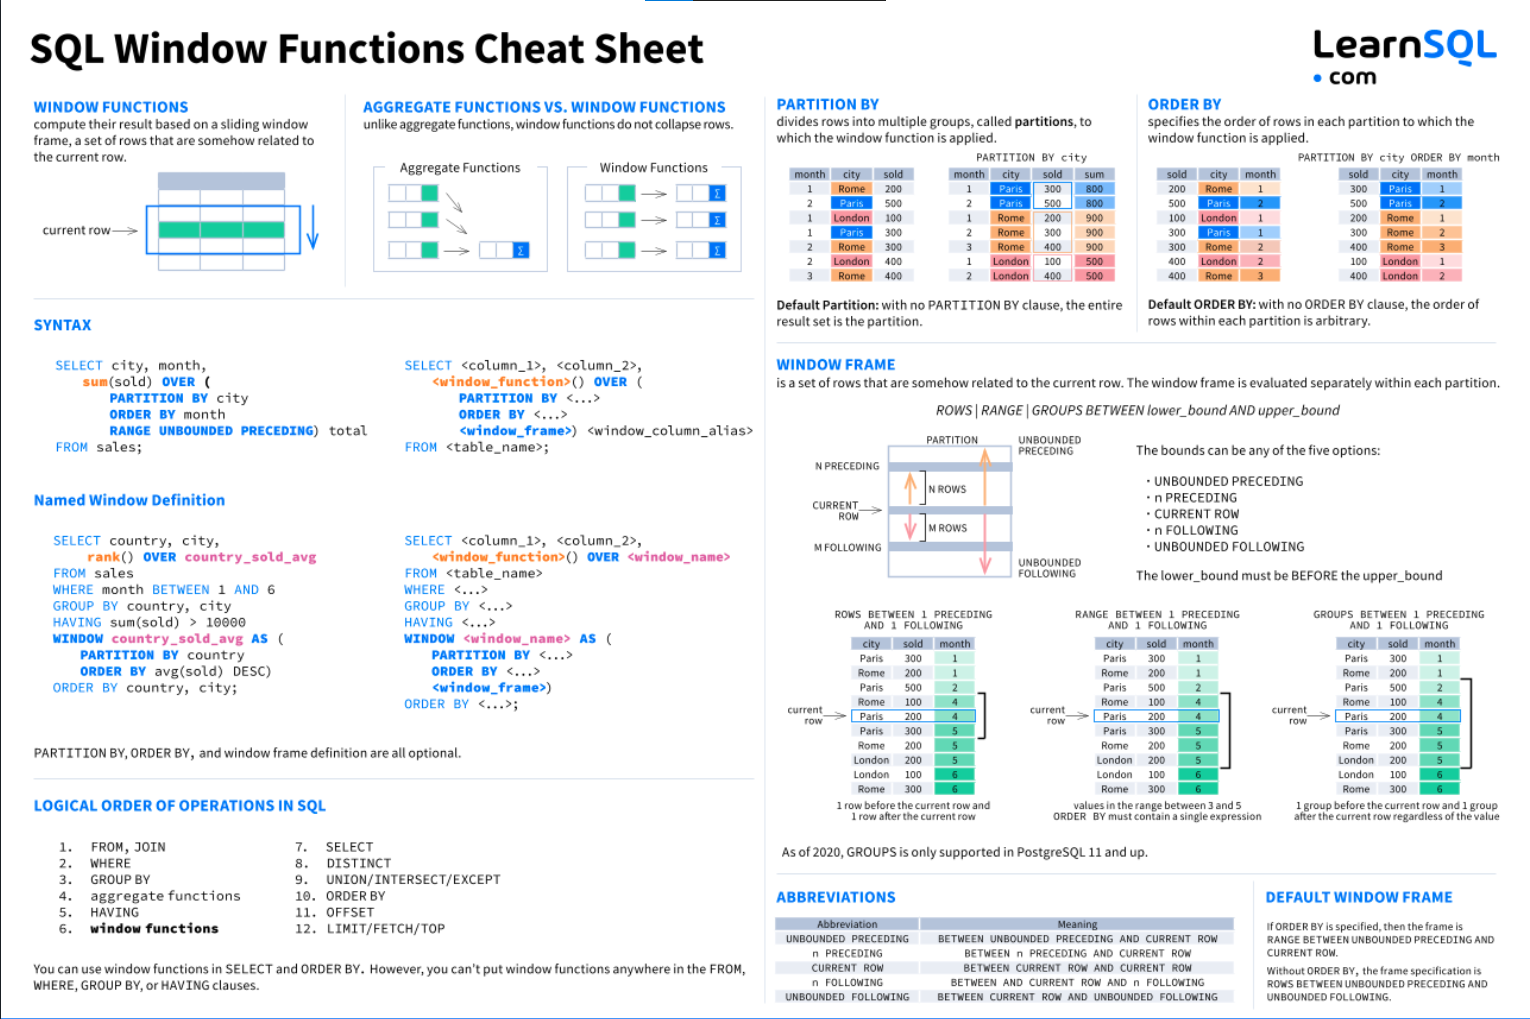 SQL Window Functions Cheat Sheet
LearnSQL
• com
WINDOW FUNCTIONS
compute their result based on a sliding window
frame, a set of rows that are somehow related to
the current row.
current row
AGGREGATE FUNCTIONS VS. WINDOW FUNCTIONS
unlike aggregate functions, window functions do not collapse rows.
Aggregate Functions
Σ
Window Functions
Σ
Σ
Σ
SYNTAX
SELECT city, month,
sum(sold) OVER (
PARTITION BY city
ORDER BY month
RANGE UNBOUNDED PRECEDING) total
FROM sales;
SELECT <column_1>, <column_2>,
<window_function>() OVER (
PARTITION BY <...>
ORDER BY <...>
<window_frame>) <window_column_alias>
FROM <table_name>;
Named Window Definition
SELECT country, city,
rank() OVER country_sold_avg
FROM sales
WHERE month BETWEEN 1 AND 6
GROUP BY country, city
HAVING sum(sold) > 10000
WINDOW country_sold_avg AS (
PARTITION BY country
ORDER BY avg(sold) DESC)
ORDER BY country, city;
SELECT <column_1>, <column_2>,
<window_function>() OVER <window_name>
FROM <table_name>
WHERE <...>
GROUP BY <...>
HAVING <...>
WINDOW <window_name> AS (
PARTITION BY <...>
ORDER BY <...>
<window_frame>)
ORDER BY <...>;
PARTITION BY, ORDER BY, and window frame definition are all optional.
LOGICAL ORDER OF OPERATIONS IN SQL
1. FROM, JOIN
2. WHERE
3. GROUP BY
4. aggregate functions
5. HAVING
6. window functions
7. SELECT
8. DISTINCT
9. UNION/INTERSECT/EXCEPT
10. ORDER BY
11. OFFSET
12. LIMIT/FETCH/TOP
You can use window functions in SELECT and ORDER BY. However, you can't put window functions anywhere in the FROM,
WHERE, GROUP BY, or HAVING clauses.
PARTITION BY
divides rows into multiple groups, called partitions, to
which the window function is applied.
month city sold
1 Rome 200
2 Paris 500
1 London 100
1 Paris 300
2 Rome 300
2 London 400
3 Rome 400
PARTITION BY city
month city sold sum
1 Paris 300 800
2 Paris 500 800
1 Rome 200 900
2 Rome 300 900
3 Rome 400 900
1 London 100 500
2 London 400 500
Default Partition: with no PARTITION BY clause, the entire
result set is the partition.
ORDER BY
specifies the order of rows in each partition to which the
window function is applied.
sold city month
200 Rome 1
500 Paris 2
100 London 1
300 Paris 1
300 Rome 2
400 London 2
400 Rome 3
PARTITION BY city ORDER BY month
sold city month
300 Paris 1
500 Paris 2
200 Rome 1
300 Rome 2
400 Rome 3
100 London 1
400 London 2
Default ORDER BY: with no ORDER BY clause, the order of
rows within each partition is arbitrary.
WINDOW FRAME
is a set of rows that are somehow related to the current row. The window frame is evaluated separately within each partition.
ROWS | RANGE | GROUPS BETWEEN lower_bound AND upper_bound
PARTITION
UNBOUNDED
PRECEDING
N PRECEDING
N ROWS
CURRENT
ROW
M ROWS
M FOLLOWING
UNBOUNDED
FOLLOWING
The bounds can be any of the five options:
· UNBOUNDED PRECEDING
· n PRECEDING
· CURRENT ROW
· n FOLLOWING
· UNBOUNDED FOLLOWING
The lower_bound must be BEFORE the upper_bound
ROWS BETWEEN 1 PRECEDING
AND 1 FOLLOWING
city sold month
Paris 300 1
Rome 200 1
Paris 500 2
Rome 100 4
current
row
Paris 200 4
Paris 300 5
Rome 200 5
London 200 5
London 100 6
Rome 300 6
1 row before the current row and
1 row after the current row
RANGE BETWEEN 1 PRECEDING
AND 1 FOLLOWING
city sold month
Paris 300 1
Rome 200 1
Paris 500 2
Rome 100 4
current
row
Paris 200 4
Paris 300 5
Rome 200 5
London 200 5
London 100 6
Rome 300 6
values in the range between 3 and 5
ORDER BY must contain a single expression
GROUPS BETWEEN 1 PRECEDING
AND 1 FOLLOWING
city sold month
Paris 300 1
Rome 200 1
Paris 500 2
Rome 100 4
current
row
Paris 200 4
Paris 300 5
Rome 200 5
London 200 5
London 100 6
Rome 300 6
1 group before the current row and 1 group
after the current row regardless of the value
As of 2020, GROUPS is only supported in PostgreSQL 11 and up.
ABBREVIATIONS
Abbreviation Meaning
UNBOUNDED PRECEDING BETWEEN UNBOUNDED PRECEDING AND CURRENT ROW
n PRECEDING BETWEEN n PRECEDING AND CURRENT ROW
CURRENT ROW BETWEEN CURRENT ROW AND CURRENT ROW
n FOLLOWING BETWEEN AND CURRENT ROW AND n FOLLOWING
UNBOUNDED FOLLOWING BETWEEN CURRENT ROW AND UNBOUNDED FOLLOWING
DEFAULT WINDOW FRAME
If ORDER BY is specified, then the frame is
RANGE BETWEEN UNBOUNDED PRECEDING AND
CURRENT ROW.
Without ORDER BY, the frame specification is
ROWS BETWEEN UNBOUNDED PRECEDING AND
UNBOUNDED FOLLOWING.